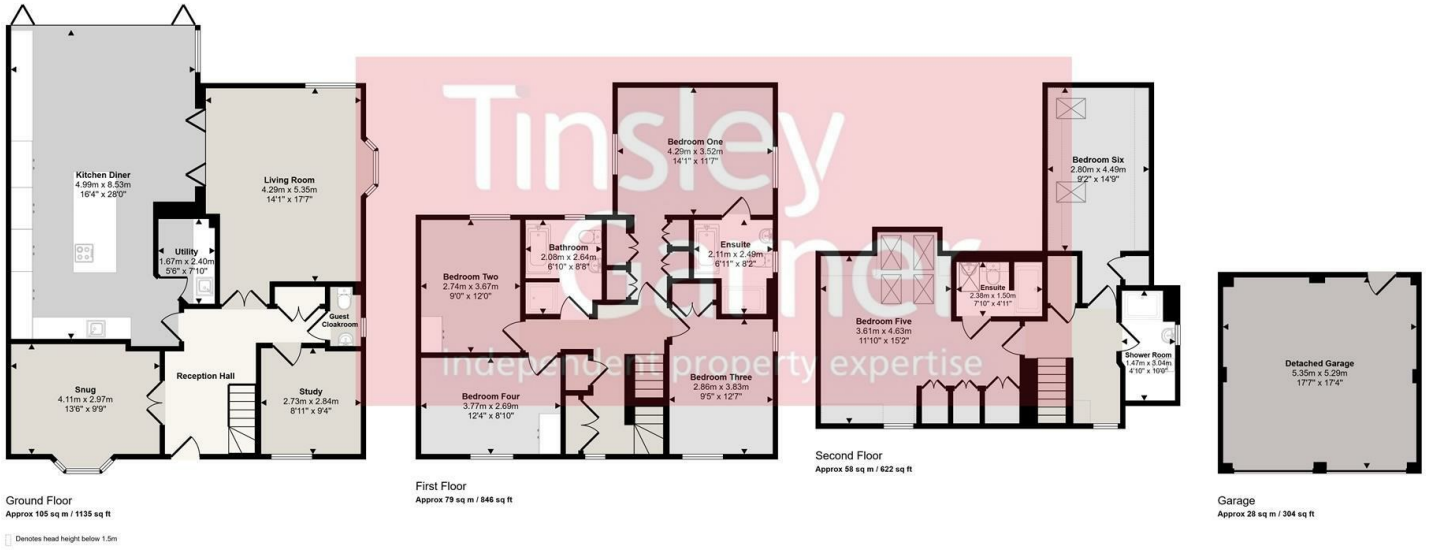 Tinsley
Garner
independent property expertise
Kitchen Diner
4.99m x 8.53m
16'4" x 28'0"
Living Room
4.29m x 5.35m
14'1" x 17'7"
Utility
1.67m x 2.40m
5'6" x 7'10"
Guest
Cloakroom
Snug
4.11m x 2.97m
13'6" x 9'9"
Reception Hall
Study
2.73m x 2.84m
8'11" x 9'4"
Ground Floor
Approx 105 sq m / 1135 sq ft
Denotes head height below 1.5m
Bedroom One
4.29m x 3.52m
14'1" x 11'7"
Bathroom
2.08m x 2.64m
6'10" x 8'8"
Ensuite
2.11m x 2.49m
6'11" x 8'2"
Bedroom Two
2.74m x 3.67m
9'0" x 12'0"
Bedroom Three
2.86m x 3.83m
9'5" x 12'7"
Bedroom Four
3.77m x 2.69m
12'4" x 8'10"
First Floor
Approx 79 sq m / 846 sq ft
Bedroom Six
2.80m x 4.49m
9'2" x 14'9"
Ensuite
2.38m x 1.50m
7'10" x 4'11"
Bedroom Five
3.61m x 4.63m
11'10" x 15'2"
Shower Room
1.47m x 3.04m
4'10" x 10'0"
Second Floor
Approx 58 sq m / 622 sq ft
Detached Garage
5.35m x 5.29m
17'7" x 17'4"
Garage
Approx 28 sq m / 304 sq ft